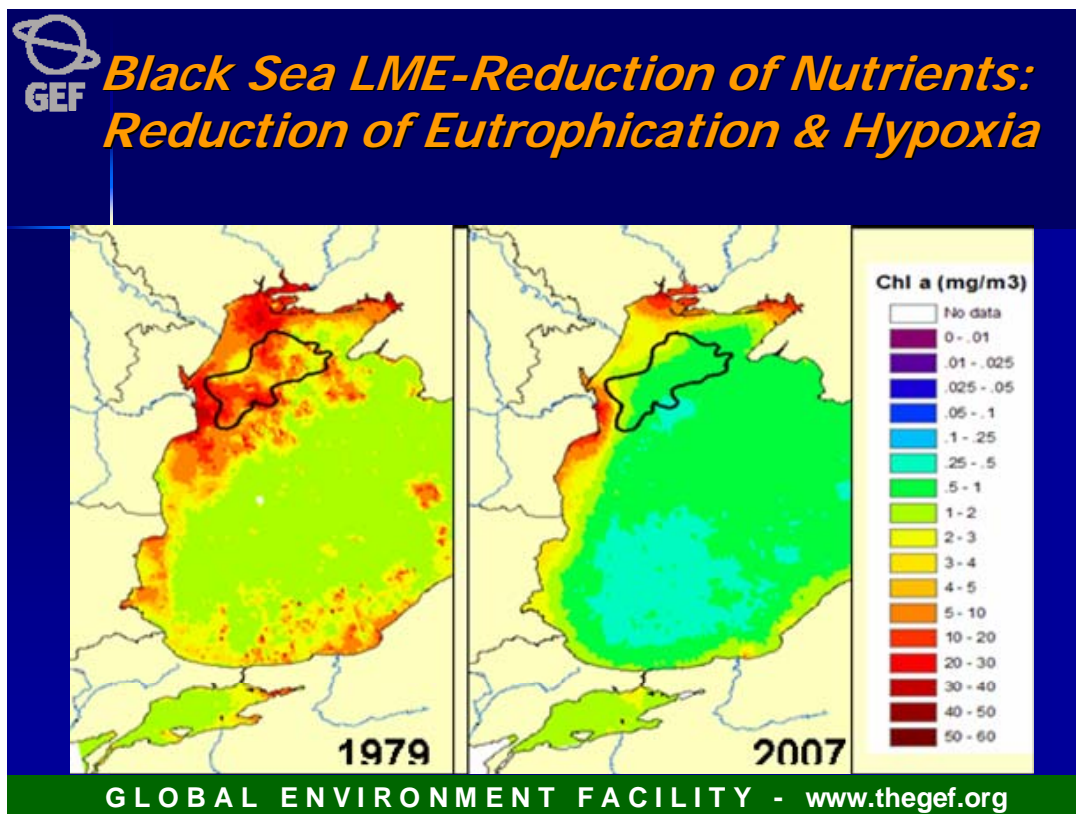 GEF
Black Sea LME-Reduction of Nutrients:
Reduction of Eutrophication & Hypoxia
1979
2007
Chl a (mg/m3)
No data
0 - .01
.01 - .025
.025 - .05
.05 - .1
.1 - .25
.25 - .5
.5 - 1
1 - 2
2 - 3
3 - 4
4 - 5
5 - 10
10 - 20
20 - 30
30 - 40
40 - 50
50 - 60
GLOBAL ENVIRONMENT FACILITY - www.thegef.org